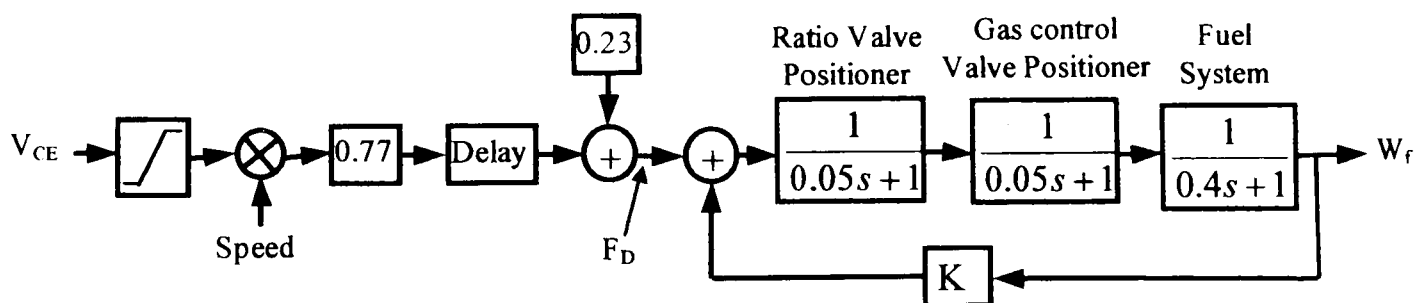 0.23
Ratio Valve
Positioner
Gas control
Valve Positioner
Fuel
System
V_CE
0.77
Delay
+
+
1
0.05s + 1
1
0.05s + 1
1
0.4s + 1
W_f
Speed
F_D
K